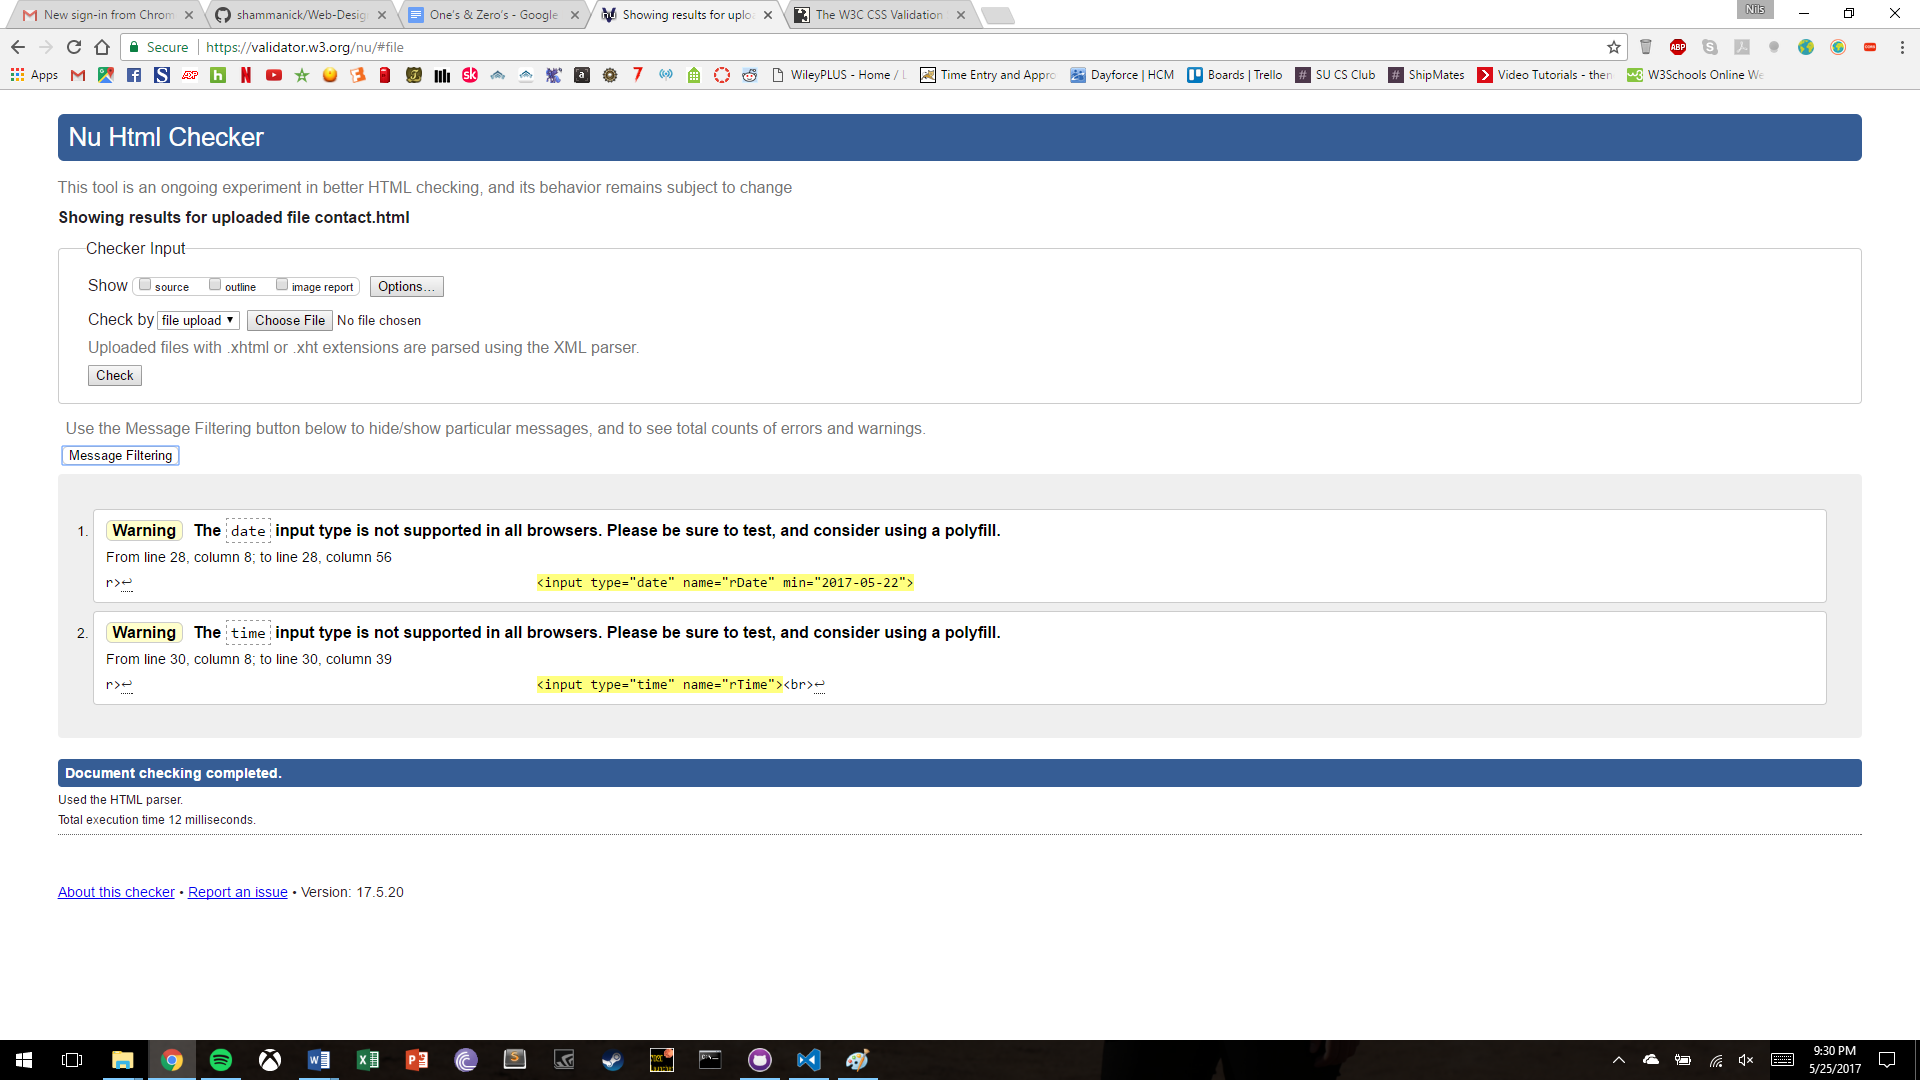 New sign-in from Chrom
shammanick/Web-Desig
One's & Zero's - Google
Showing results for uplo
The W3C CSS Validation
Nils
Secure
https://validator.w3.org/nu/#file
Apps
WileyPLUS - Home / L
Time Entry and Appro
Dayforce | HCM
Boards | Trello
SU CS Club
ShipMates
Video Tutorials - then
W3Schools Online We
Nu Html Checker
This tool is an ongoing experiment in better HTML checking, and its behavior remains subject to change
Showing results for uploaded file contact.html
Checker Input
Show source outline image report Options...
Check by file upload Choose File No file chosen
Uploaded files with .xhtml or .xht extensions are parsed using the XML parser.
Check
Use the Message Filtering button below to hide/show particular messages, and to see total counts of errors and warnings.
Message Filtering
1. Warning The date input type is not supported in all browsers. Please be sure to test, and consider using a polyfill.
From line 28, column 8; to line 28, column 56
r>↩ <input type="date" name="rDate" min="2017-05-22">
2. Warning The time input type is not supported in all browsers. Please be sure to test, and consider using a polyfill.
From line 30, column 8; to line 30, column 39
r>↩ <input type="time" name="rTime"><br>↩
Document checking completed.
Used the HTML parser.
Total execution time 12 milliseconds.
About this checker • Report an issue • Version: 17.5.20
9:30 PM
5/25/2017